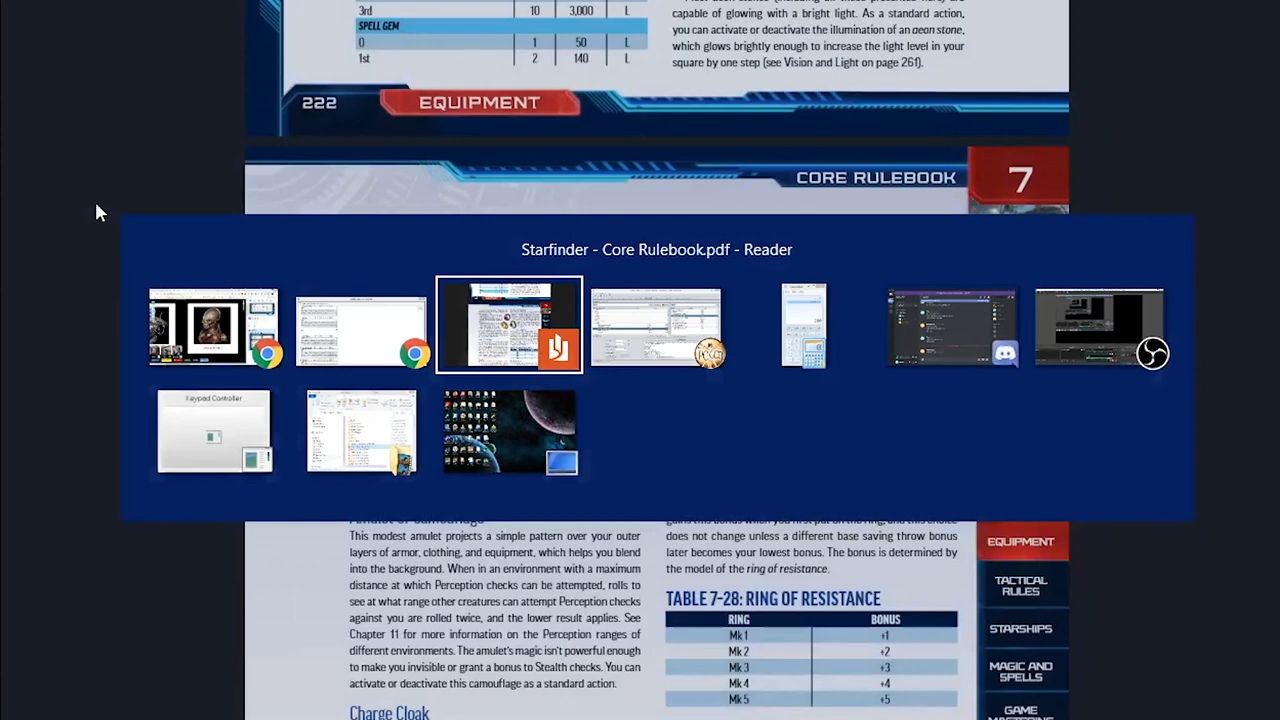 3rd 10 3,000 L
SPELL GEM
0 1 50 L
1st 2 140 L
capable of glowing with a bright light. As a standard action,
you can activate or deactivate the illumination of an aeon stone,
which glows brightly enough to increase the light level in your
square by one step (see Vision and Light on page 261).
222 EQUIPMENT
CORE RULEBOOK 7
Starfinder - Core Rulebook.pdf - Reader
Keypad Controller
This modest amulet projects a simple pattern over your outer
layers of armor, clothing, and equipment, which helps you blend
into the background. When in an environment with a maximum
distance at which Perception checks can be attempted, rolls to
see at what range other creatures can attempt Perception checks
against you are rolled twice, and the lower result applies. See
Chapter 11 for more information on the Perception ranges of
different environments. The amulet's magic isn't powerful enough
to make you invisible or grant a bonus to Stealth checks. You can
activate or deactivate this camouflage as a standard action.
Charge Cloak
does not change unless a different base saving throw bonus
later becomes your lowest bonus. The bonus is determined by
the model of the ring of resistance.
TABLE 7–28: RING OF RESISTANCE
RING BONUS
Mk 1 +1
Mk 2 +2
Mk 3 +3
Mk 4 +4
Mk 5 +5
EQUIPMENT
TACTICAL
RULES
STARSHIPS
MAGIC AND
SPELLS
GAME